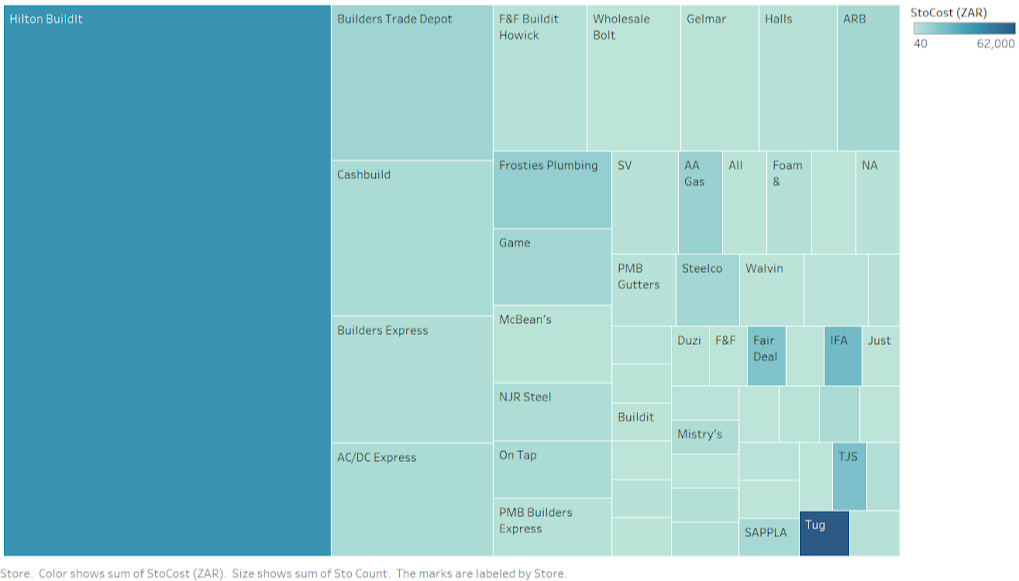 Hilton BuildIt
Builders Trade Depot
F&F Buildit
Howick
Wholesale
Bolt
Gelmar
Halls
ARB
StoCost (ZAR)
40
62,000
Cashbuild
Frosties Plumbing
SV
AA
Gas
All
Foam
&
NA
Game
PMB
Gutters
Steelco
Walvin
Builders Express
McBean's
Duzi
F&F
Fair
Deal
IFA
Just
NJR Steel
Buildit
Mistry's
AC/DC Express
On Tap
TJS
PMB Builders
Express
SAPPLA
Tug
Store. Color shows sum of StoCost (ZAR). Size shows sum of Sto Count. The marks are labeled by Store.